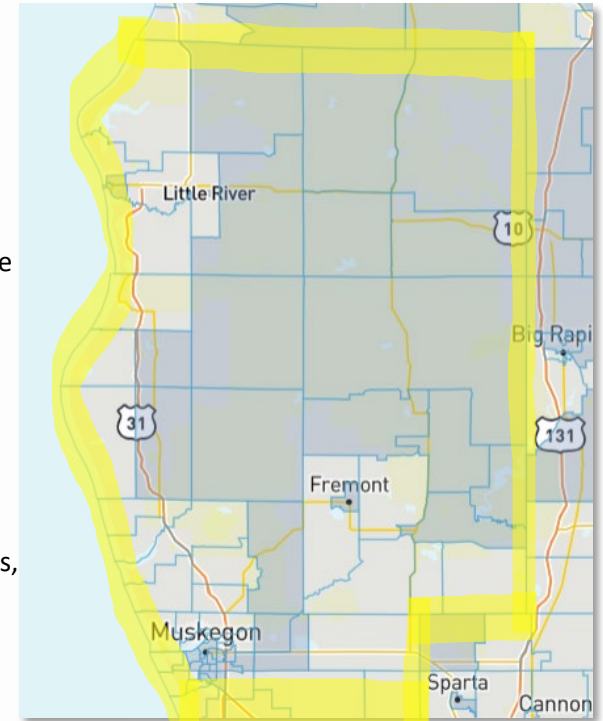 Little River
10
e
Big Rapi
31
131
Fremont
s,
Muskegon
Sparta
Cannon